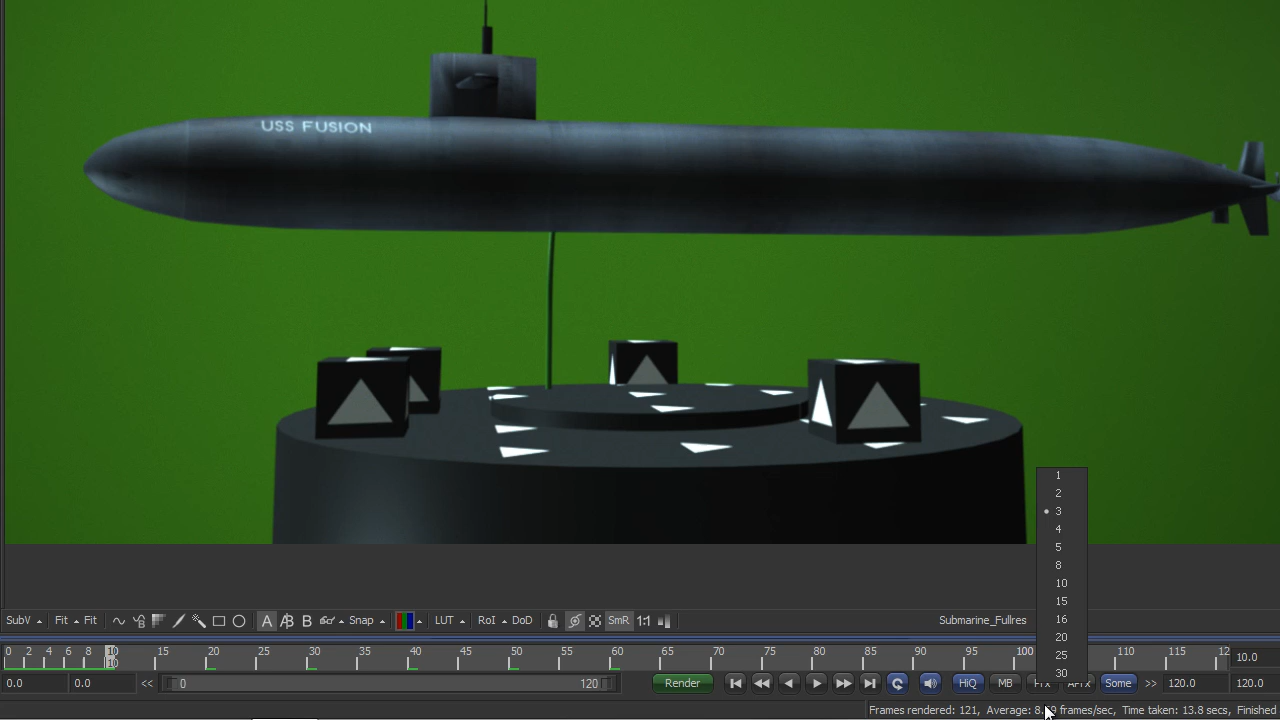 USS FUSION
1
2
3
4
5
8
10
15
16
20
25
30
SubV Fit Fit A B B Snap LUT RoI DoD SmR 1:1 Submarine_Fullres
0 2 4 6 8 10 15 20 25 30 35 40 45 50 55 60 65 70 75 80 85 90 95 100 110 115 12
10 10.0
0.0 0.0 << 0 120 Render HiQ MB Some >> 120.0 120.0
Frames rendered: 121, Average: frames/sec, Time taken: 13.8 secs, Finished